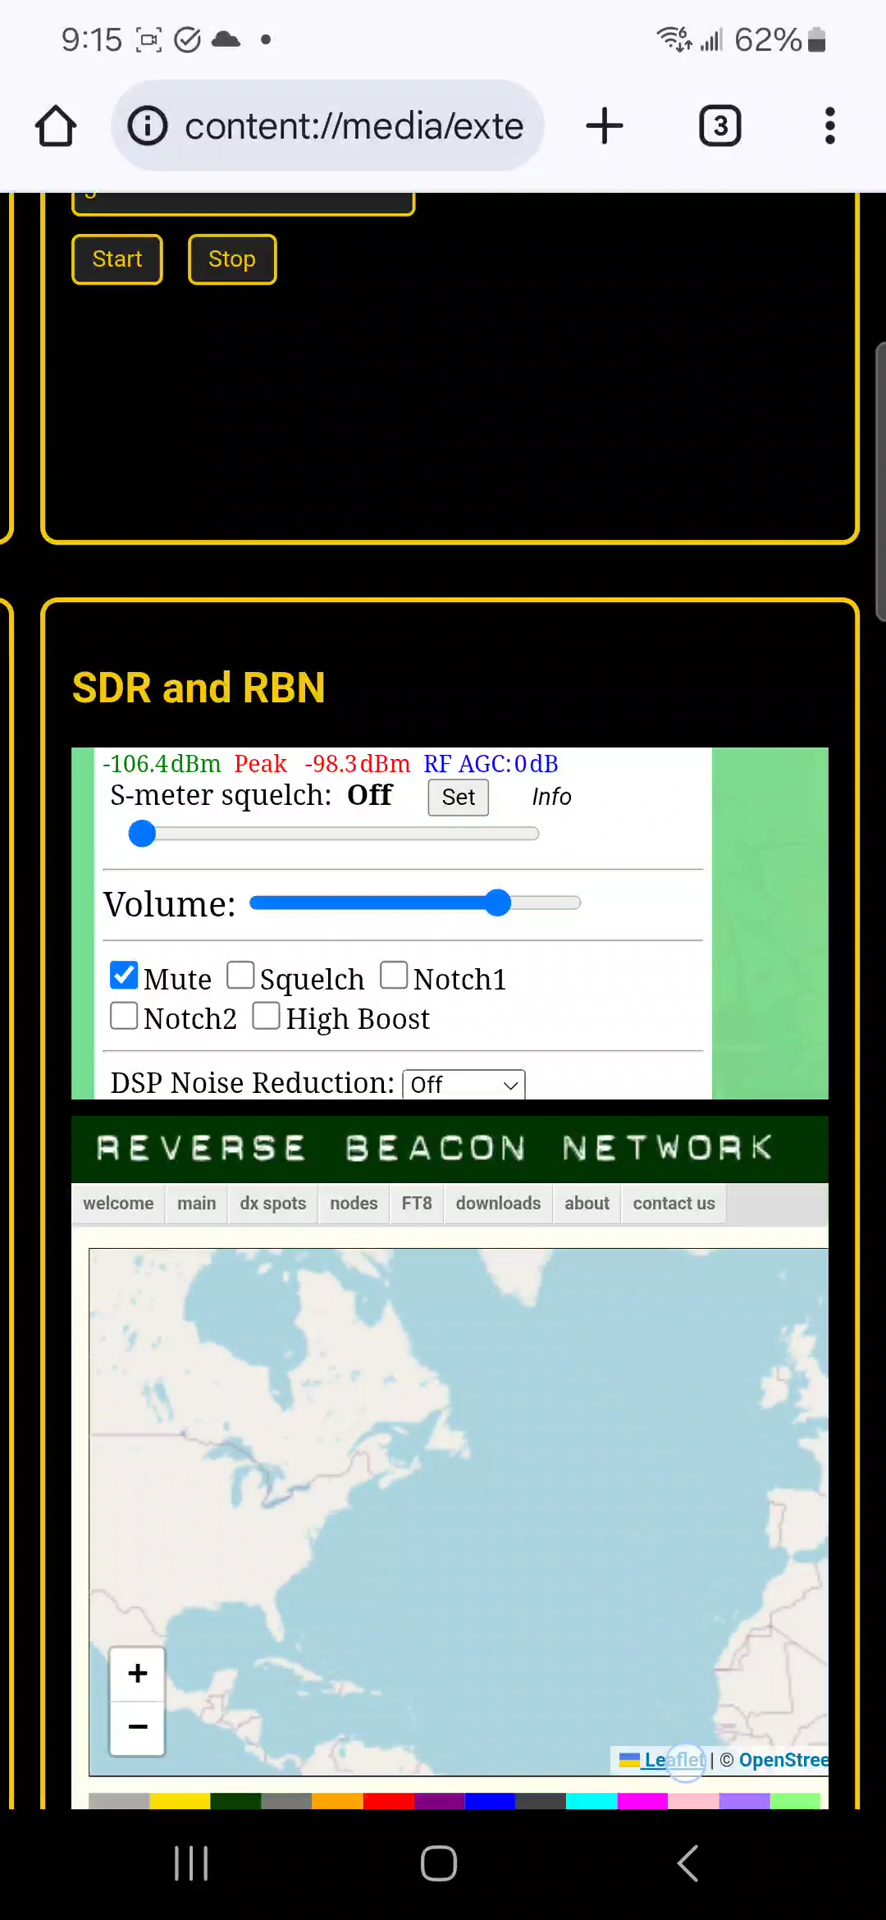 9:15 62%
content://media/exte 3
Start Stop
SDR and RBN
-106.4dBm Peak -98.3dBm RF AGC:0dB
S-meter squelch: Off Set Info
Volume:
Mute Squelch Notch1
Notch2 High Boost
DSP Noise Reduction: Off
REVERSE BEACON NETWORK
welcome main dx spots nodes FT8 downloads about contact us
+
−
Leaflet | © OpenStree